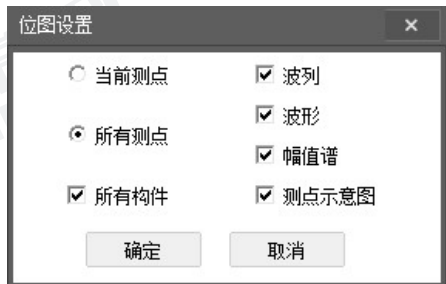 位图设置
当前测点
波列
波形
所有测点
幅值谱
所有构件
测点示意图
确定
取消